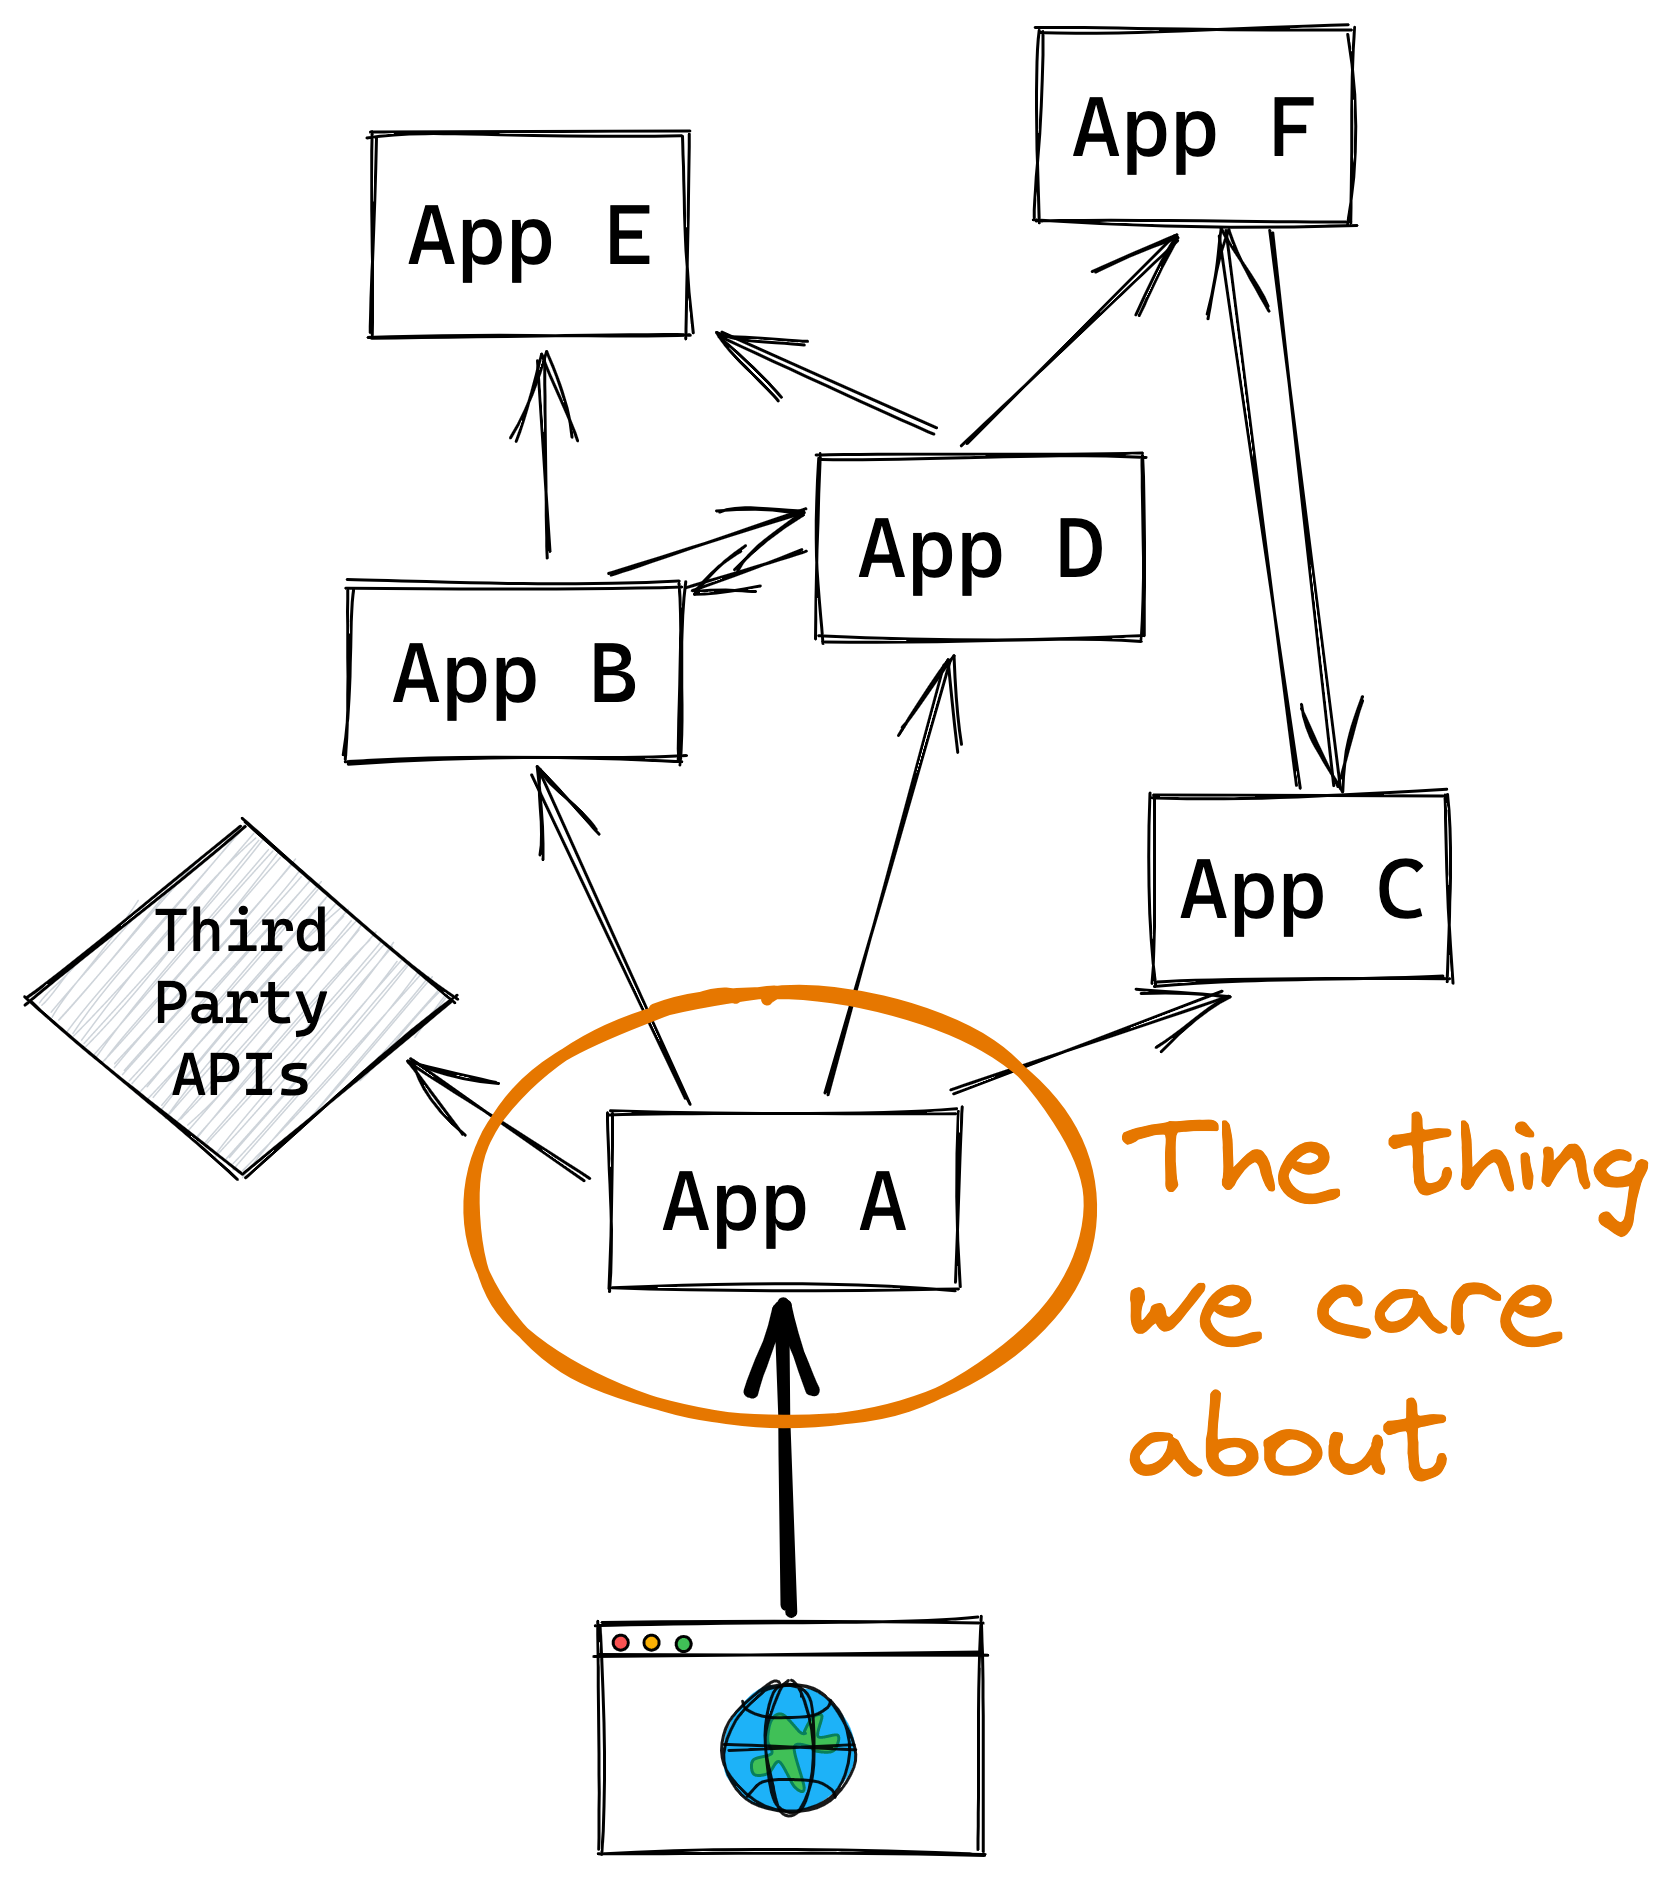 App F
App E
App D
App B
App C
Third
Party
APIs
App A
The thing
we care
about